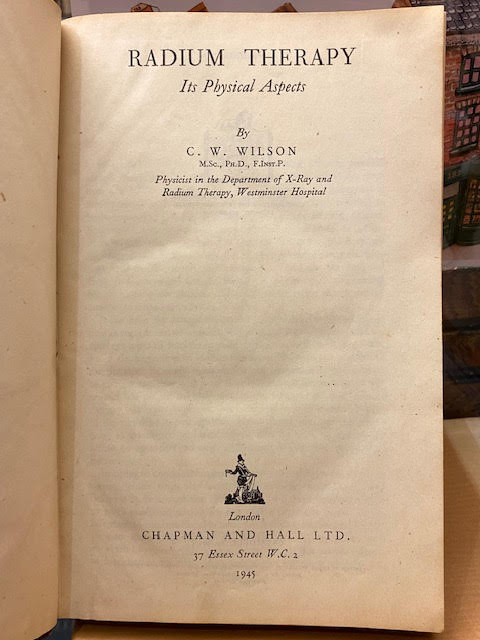 RADIUM THERAPY
Its Physical Aspects
By
C. W. WILSON
M.Sc., Ph.D., F.Inst.P.
Physicist in the Department of X-Ray and
Radium Therapy, Westminster Hospital
London
CHAPMAN AND HALL LTD.
37 Essex Street W.C. 2
1945